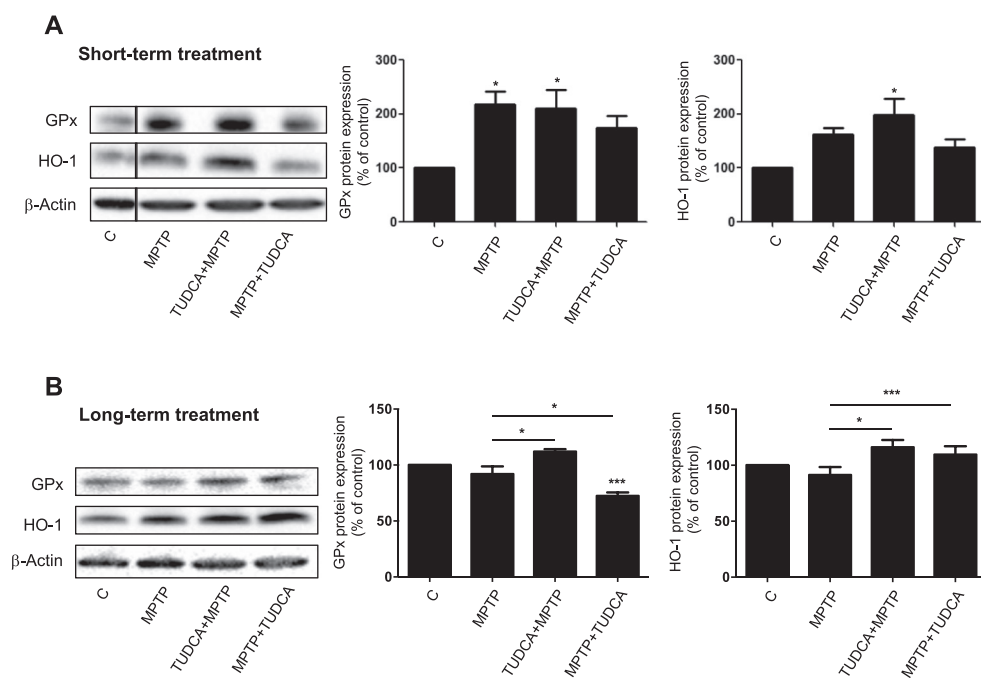 A
Short-term treatment
GPx
HO-1
β-Actin
C
MPTP
TUDCA+MPTP
MPTP+TUDCA
GPx protein expression
(% of control)
300
200
100
0
*
*
C
MPTP
TUDCA+MPTP
MPTP+TUDCA
HO-1 protein expression
(% of control)
300
200
100
0
*
C
MPTP
TUDCA+MPTP
MPTP+TUDCA
B
Long-term treatment
GPx
HO-1
β-Actin
C
MPTP
TUDCA+MPTP
MPTP+TUDCA
GPx protein expression
(% of control)
150
100
50
0
*
*
***
C
MPTP
TUDCA+MPTP
MPTP+TUDCA
HO-1 protein expression
(% of control)
150
100
50
0
***
*
C
MPTP
TUDCA+MPTP
MPTP+TUDCA